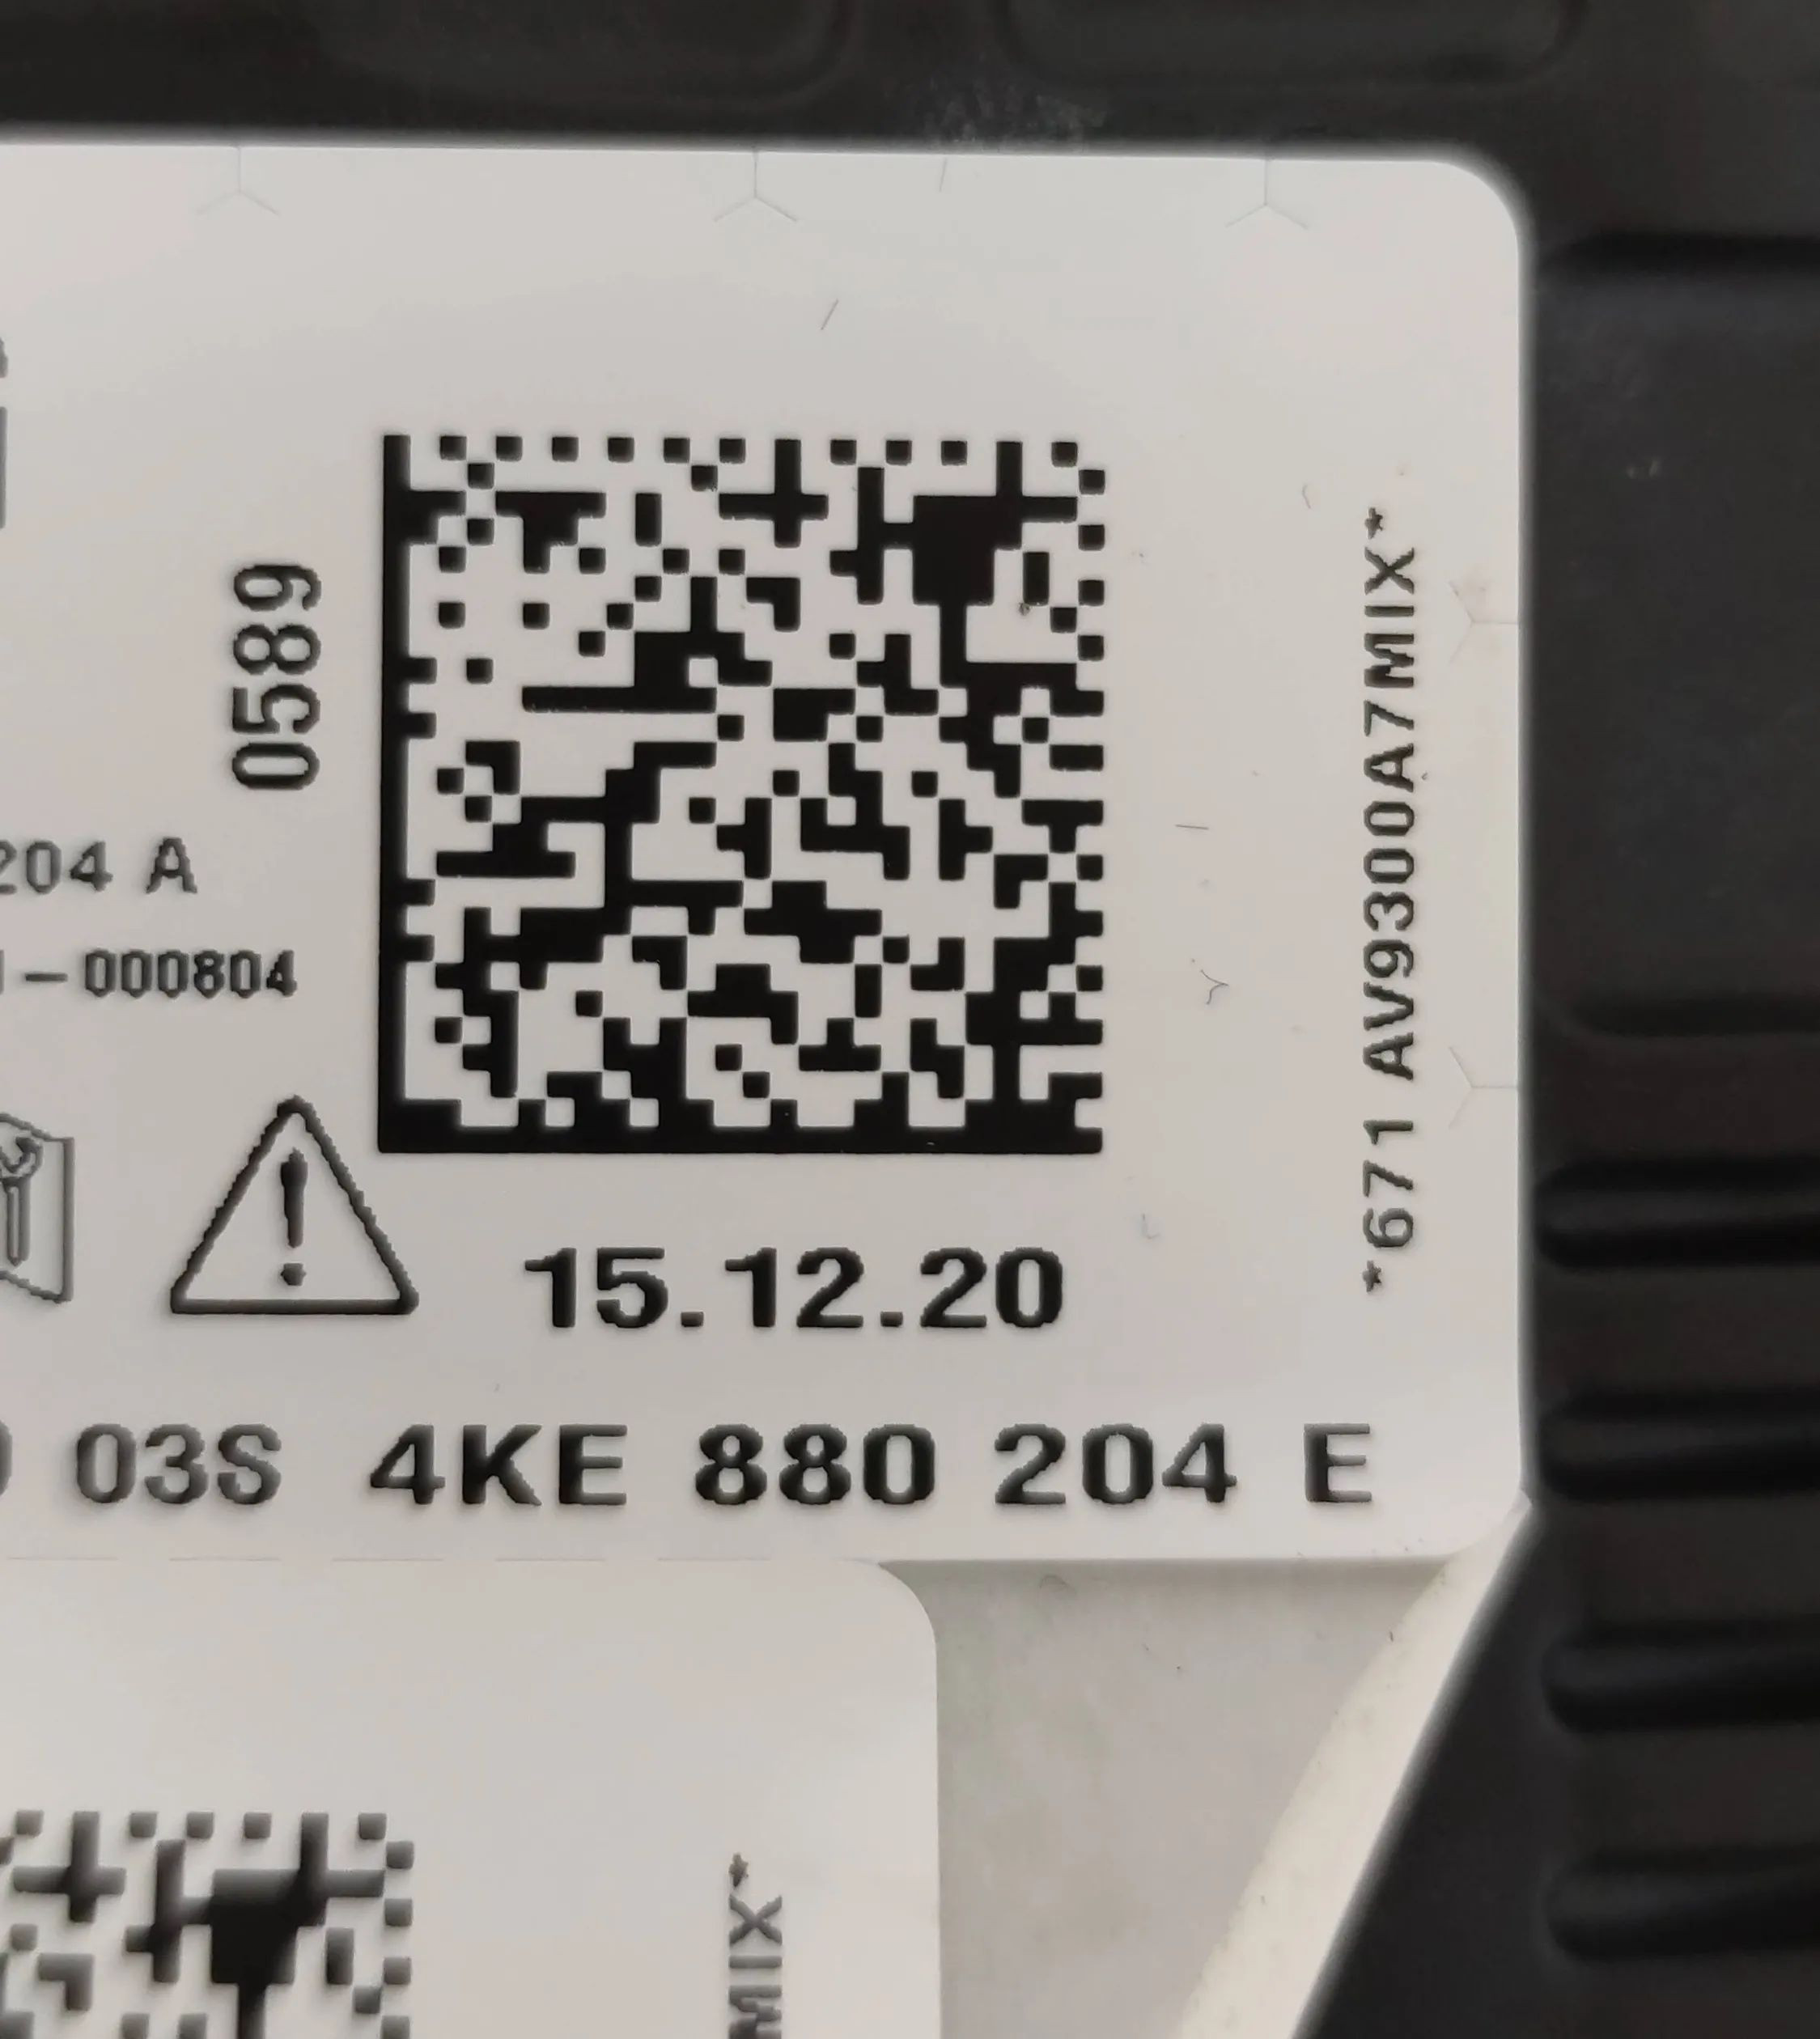 0589
204 A
-000804
15.12.20
03S 4KE 880 204 E
*671 AV9300A7MIX*
MIX*